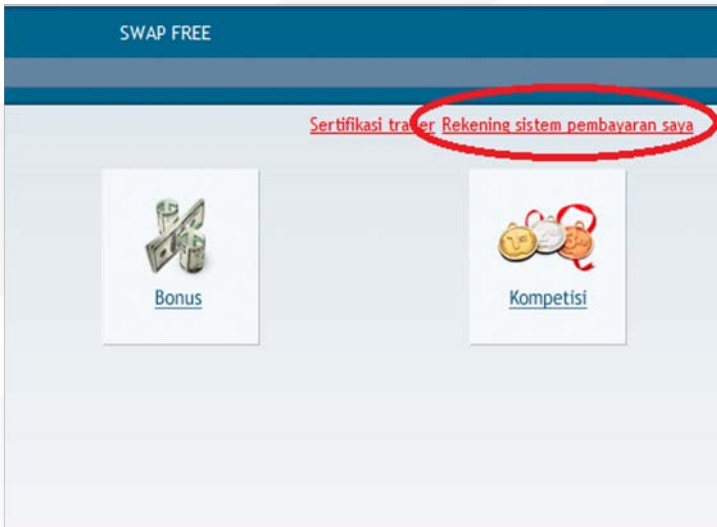 SWAP FREE
Sertifikasi trader Rekening sistem pembayaran saya
Bonus
Kompetisi